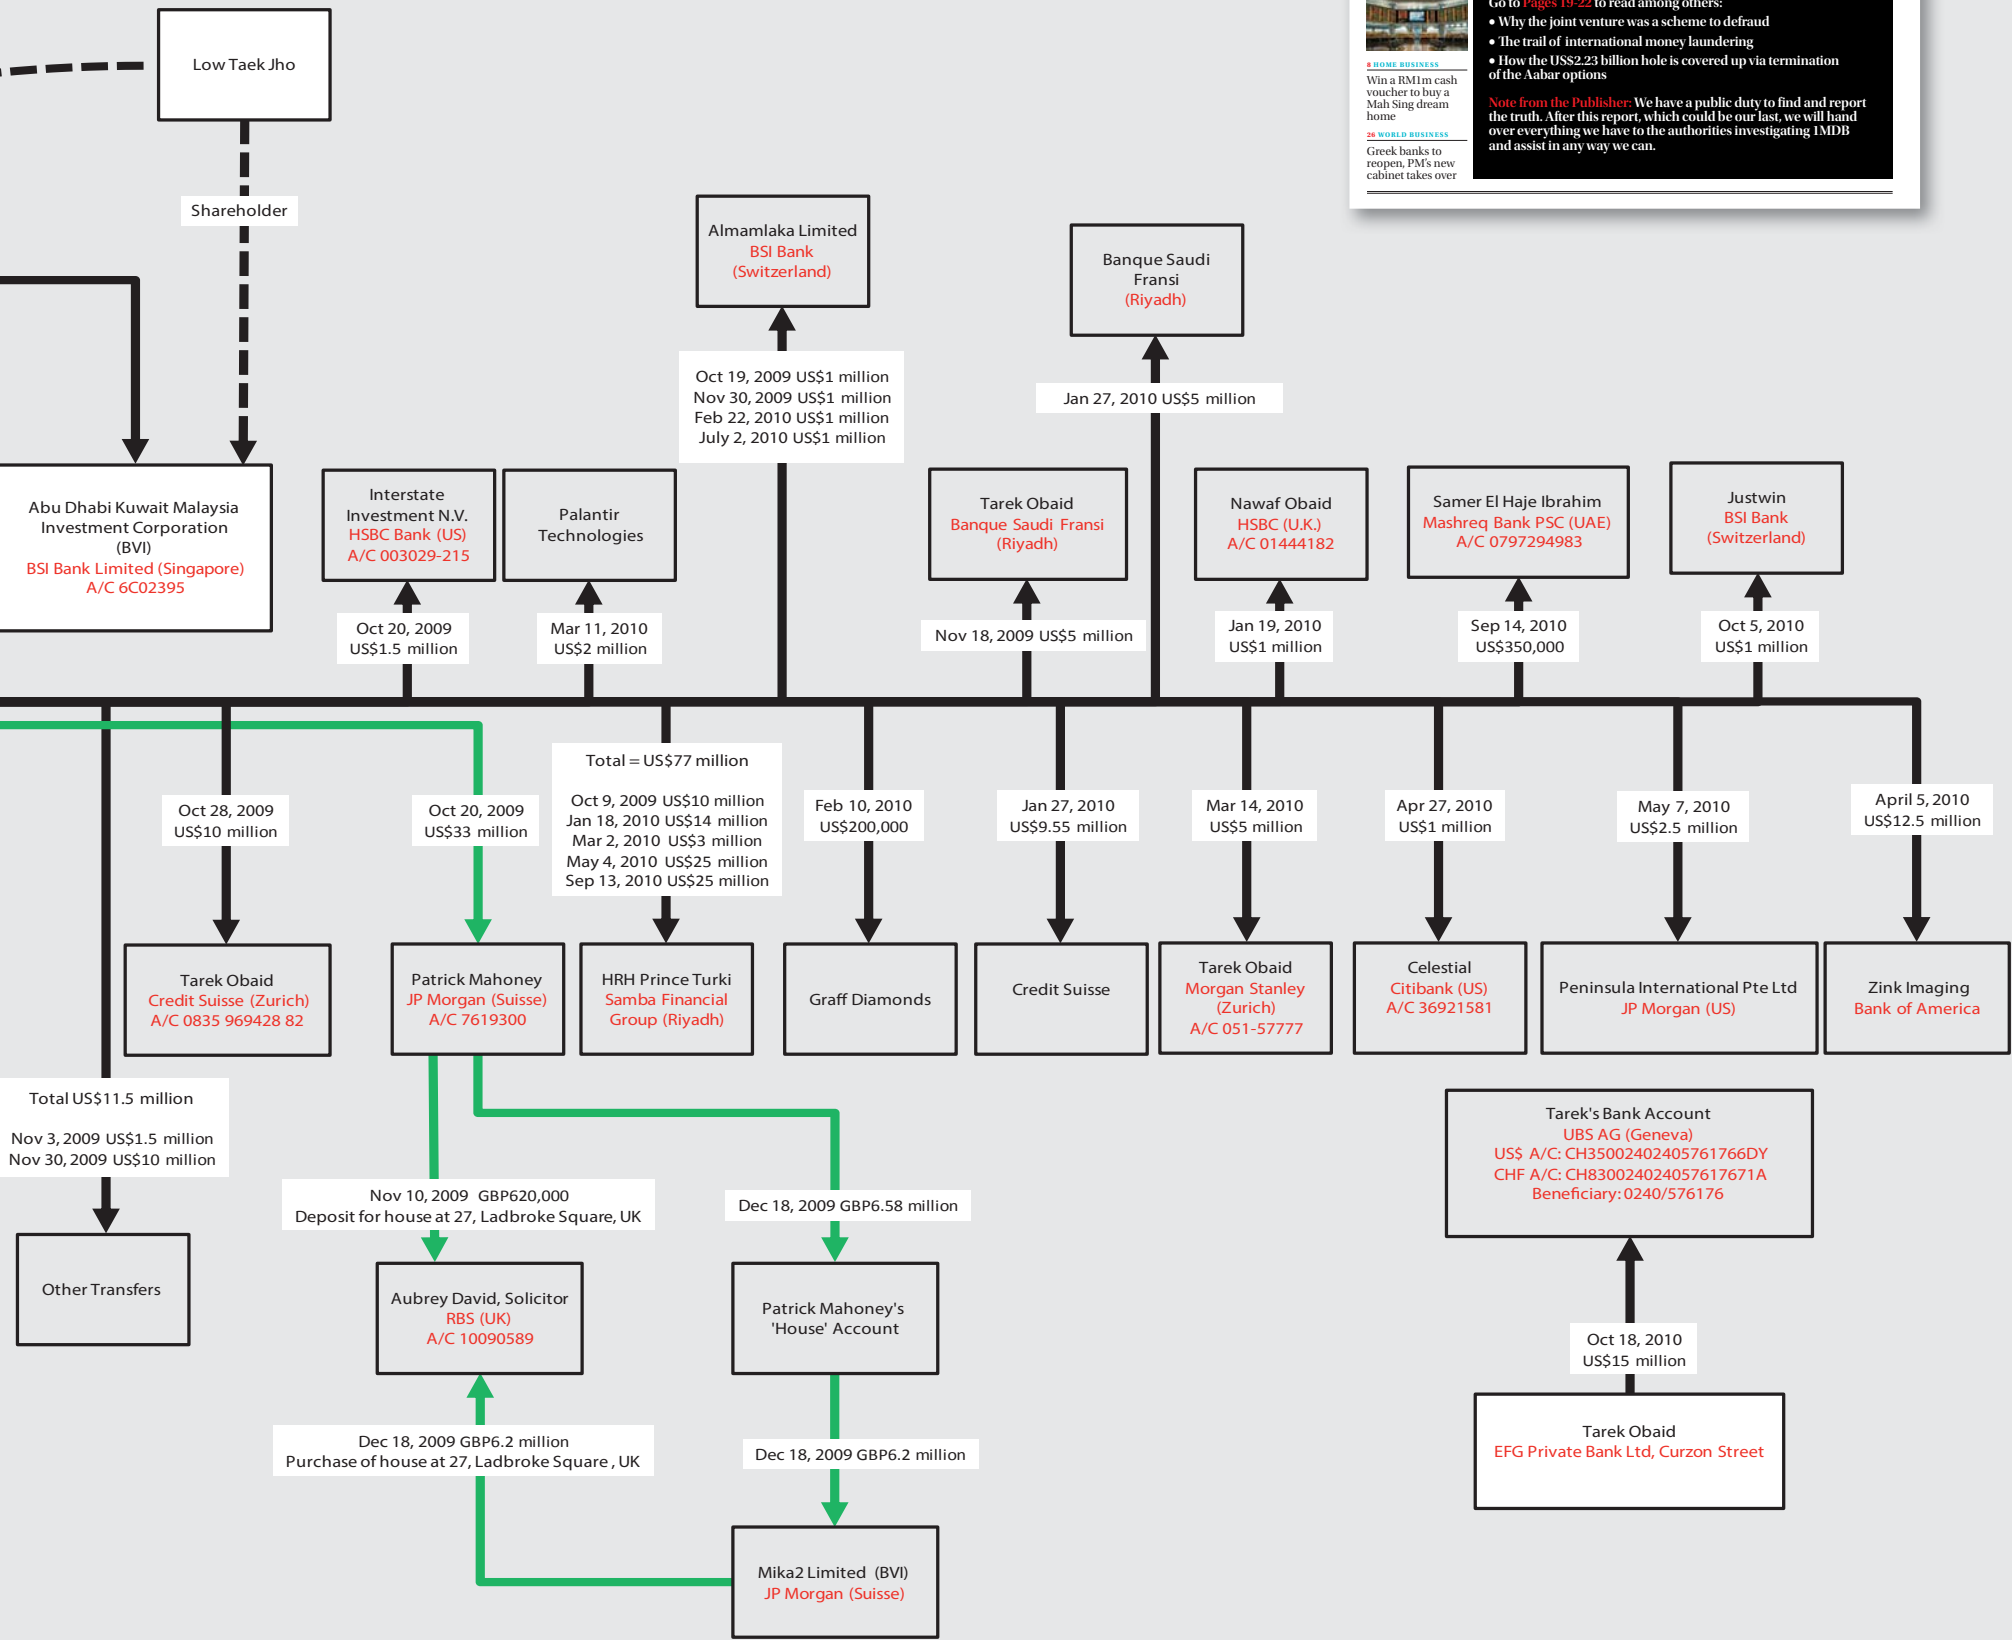 Go to Pages 19-22 to read among others:
• Why the joint venture was a scheme to defraud
• The trail of international money laundering
• How the US$2.23 billion hole is covered up via termination
of the Aabar options
Note from the Publisher: We have a public duty to find and report
the truth. After this report, which could be our last, we will hand
over everything we have to the authorities investigating 1MDB
and assist in any way we can.
8 HOME BUSINESS
Win a RM1m cash
voucher to buy a
Mah Sing dream
home
26 WORLD BUSINESS
Greek banks to
reopen, PM's new
cabinet takes over
Low Taek Jho
Shareholder
Almamlaka Limited
BSI Bank
(Switzerland)
Banque Saudi
Fransi
(Riyadh)
Oct 19, 2009 US$1 million
Nov 30, 2009 US$1 million
Feb 22, 2010 US$1 million
July 2, 2010 US$1 million
Jan 27, 2010 US$5 million
Abu Dhabi Kuwait Malaysia
Investment Corporation
(BVI)
BSI Bank Limited (Singapore)
A/C 6C02395
Interstate
Investment N.V.
HSBC Bank (US)
A/C 003029-215
Palantir
Technologies
Tarek Obaid
Banque Saudi Fransi
(Riyadh)
Nawaf Obaid
HSBC (U.K.)
A/C 01444182
Samer El Haje Ibrahim
Mashreq Bank PSC (UAE)
A/C 0797294983
Justwin
BSI Bank
(Switzerland)
Oct 20, 2009
US$1.5 million
Mar 11, 2010
US$2 million
Nov 18, 2009 US$5 million
Jan 19, 2010
US$1 million
Sep 14, 2010
US$350,000
Oct 5, 2010
US$1 million
Oct 28, 2009
US$10 million
Oct 20, 2009
US$33 million
Total = US$77 million
Oct 9, 2009 US$10 million
Jan 18, 2010 US$14 million
Mar 2, 2010 US$3 million
May 4, 2010 US$25 million
Sep 13, 2010 US$25 million
Feb 10, 2010
US$200,000
Jan 27, 2010
US$9.55 million
Mar 14, 2010
US$5 million
Apr 27, 2010
US$1 million
May 7, 2010
US$2.5 million
April 5, 2010
US$12.5 million
Tarek Obaid
Credit Suisse (Zurich)
A/C 0835 969428 82
Patrick Mahoney
JP Morgan (Suisse)
A/C 7619300
HRH Prince Turki
Samba Financial
Group (Riyadh)
Graff Diamonds
Credit Suisse
Tarek Obaid
Morgan Stanley
(Zurich)
A/C 051-57777
Celestial
Citibank (US)
A/C 36921581
Peninsula International Pte Ltd
JP Morgan (US)
Zink Imaging
Bank of America
Total US$11.5 million
Nov 3, 2009 US$1.5 million
Nov 30, 2009 US$10 million
Other Transfers
Nov 10, 2009 GBP620,000
Deposit for house at 27, Ladbroke Square, UK
Dec 18, 2009 GBP6.58 million
Tarek's Bank Account
UBS AG (Geneva)
US$ A/C: CH35002402405761766DY
CHF A/C: CH830024024057617671A
Beneficiary: 0240/576176
Aubrey David, Solicitor
RBS (UK)
A/C 10090589
Patrick Mahoney's
'House' Account
Oct 18, 2010
US$15 million
Dec 18, 2009 GBP6.2 million
Purchase of house at 27, Ladbroke Square , UK
Dec 18, 2009 GBP6.2 million
Tarek Obaid
EFG Private Bank Ltd, Curzon Street
Mika2 Limited (BVI)
JP Morgan (Suisse)